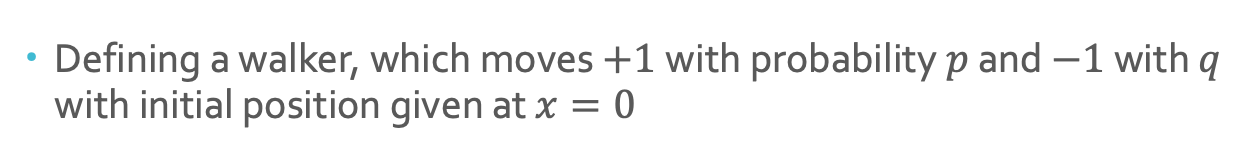 • Defining a walker, which moves +1 with probability p and −1 with q
with initial position given at x = 0